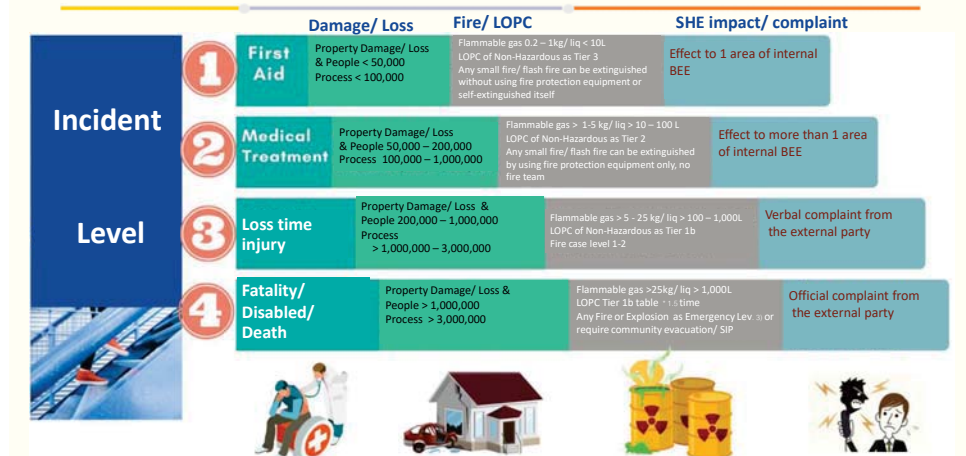 Damage/ Loss
Fire/ LOPC
SHE impact/ complaint
Incident
Level
1
First
Aid
Property Damage/ Loss
& People < 50,000
Process < 100,000
Flammable gas 0.2 – 1kg/ liq < 10L
LOPC of Non-Hazardous as Tier 3
Any small fire/ flash fire can be extinguished
without using fire protection equipment or
self-extinguished itself
Effect to 1 area of internal
BEE
2
Medical
Treatment
Property Damage/ Loss
& People 50,000 – 200,000
Process 100,000 – 1,000,000
Flammable gas > 1-5 kg/ liq > 10 – 100 L
LOPC of Non-Hazardous as Tier 2
Any small fire/ flash fire can be extinguished
by using fire protection equipment only, no
fire team
Effect to more than 1 area
of internal BEE
3
Loss time
injury
Property Damage/ Loss &
People 200,000 – 1,000,000
Process
> 1,000,000 – 3,000,000
Flammable gas > 5 - 25 kg/ liq > 100 – 1,000L
LOPC of Non-Hazardous as Tier 1b
Fire case level 1-2
Verbal complaint from
the external party
4
Fatality/
Disabled/
Death
Property Damage/ Loss &
People > 1,000,000
Process > 3,000,000
Flammable gas >25kg/ liq > 1,000L
LOPC Tier 1b table * 1.5 time
Any Fire or Explosion as Emergency Lev. 3) or
require community evacuation/ SIP
Official complaint from
the external party